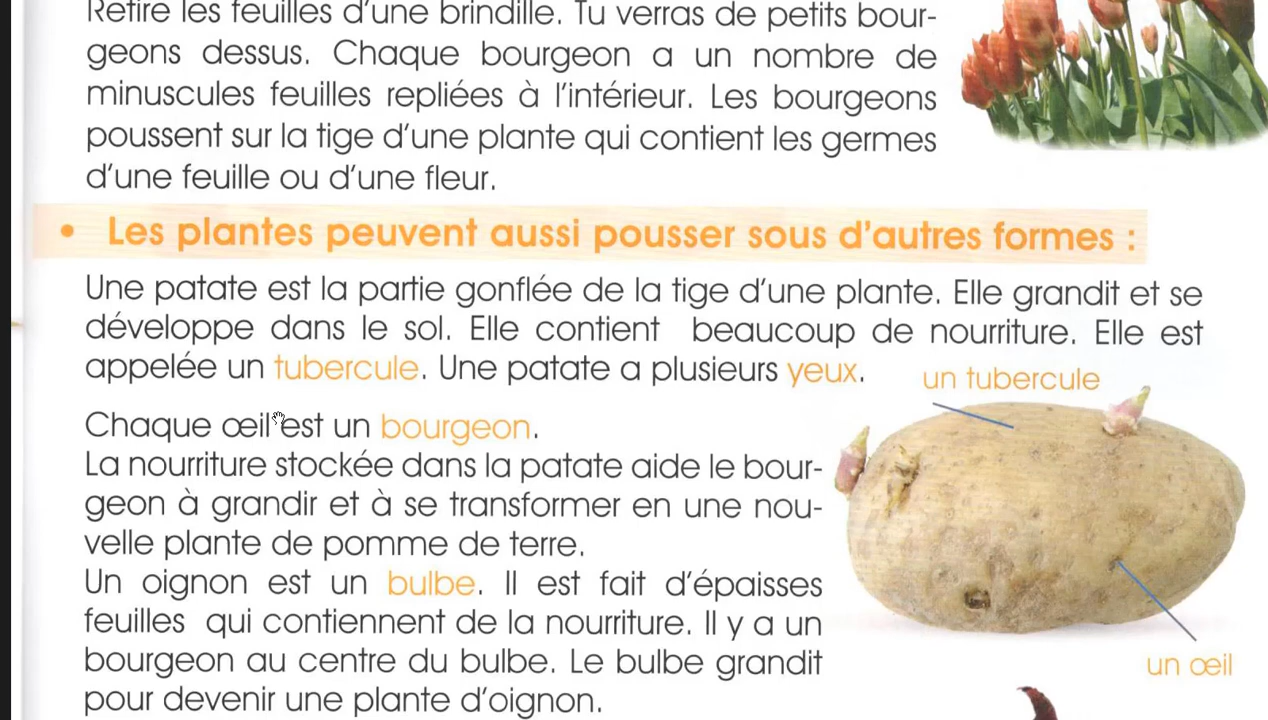 Retire les feuilles d'une brindille. Tu verras de petits bour-
geons dessus. Chaque bourgeon a un nombre de
minuscules feuilles repliées à l'intérieur. Les bourgeons
poussent sur la tige d'une plante qui contient les germes
d'une feuille ou d'une fleur.
• Les plantes peuvent aussi pousser sous d'autres formes :
Une patate est la partie gonflée de la tige d'une plante. Elle grandit et se
développe dans le sol. Elle contient beaucoup de nourriture. Elle est
appelée un tubercule. Une patate a plusieurs yeux.
un tubercule
Chaque œil est un bourgeon.
La nourriture stockée dans la patate aide le bour-
geon à grandir et à se transformer en une nou-
velle plante de pomme de terre.
Un oignon est un bulbe. Il est fait d'épaisses
feuilles qui contiennent de la nourriture. Il y a un
bourgeon au centre du bulbe. Le bulbe grandit
pour devenir une plante d'oignon.
un œil